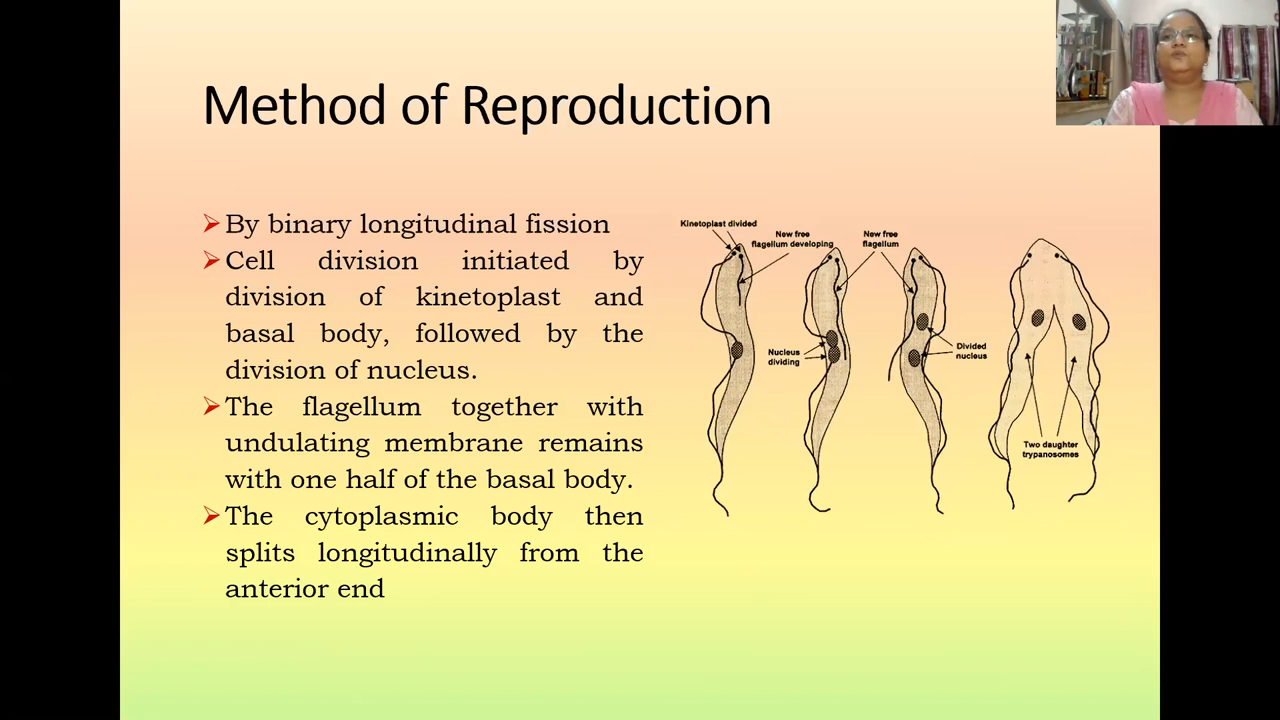 Method of Reproduction
➢By binary longitudinal fission
➢Cell division initiated by
division of kinetoplast and
basal body, followed by the
division of nucleus.
➢The flagellum together with
undulating membrane remains
with one half of the basal body.
➢The cytoplasmic body then
splits longitudinally from the
anterior end
Kinetoplast divided
New free
flagellum developing
New free
flagellum
Nucleus
dividing
Divided
nucleus
Two daughter
trypanosomes